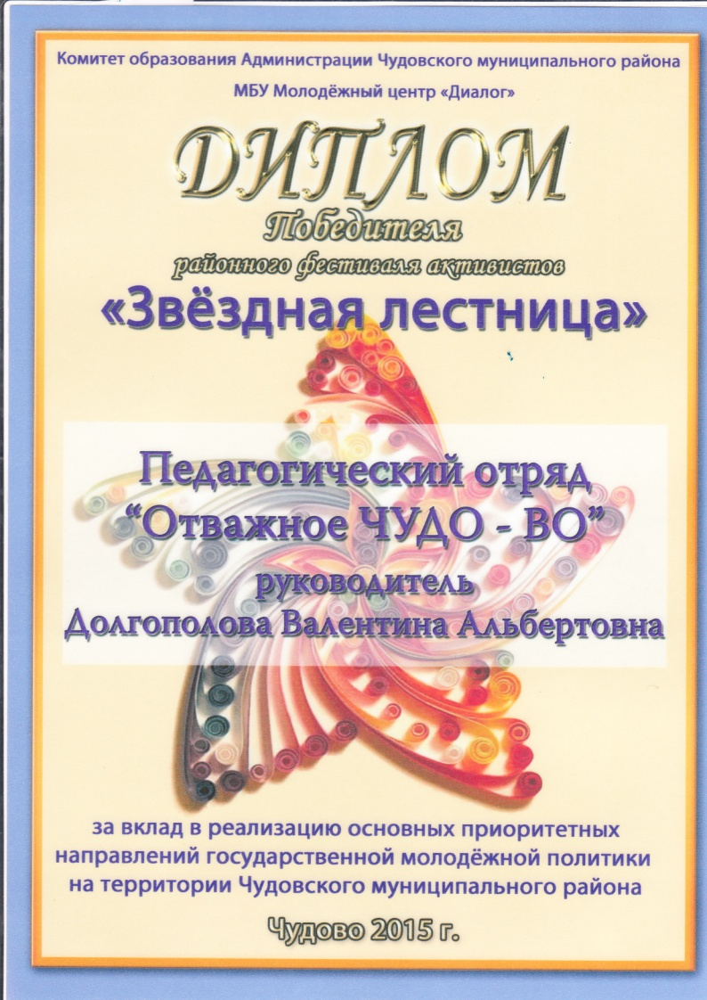 Комитет образования Администрации Чудовского муниципального района
МБУ Молодёжный центр «Диалог»
ДИПЛОМ
Победителя
районного фестиваля активистов
«Звёздная лестница»
Педагогический отряд
“Отважное ЧУДО - ВО”
руководитель
Долгополова Валентина Альбертовна
за вклад в реализацию основных приоритетных
направлений государственной молодёжной политики
на территории Чудовского муниципального района
Чудово 2015 г.